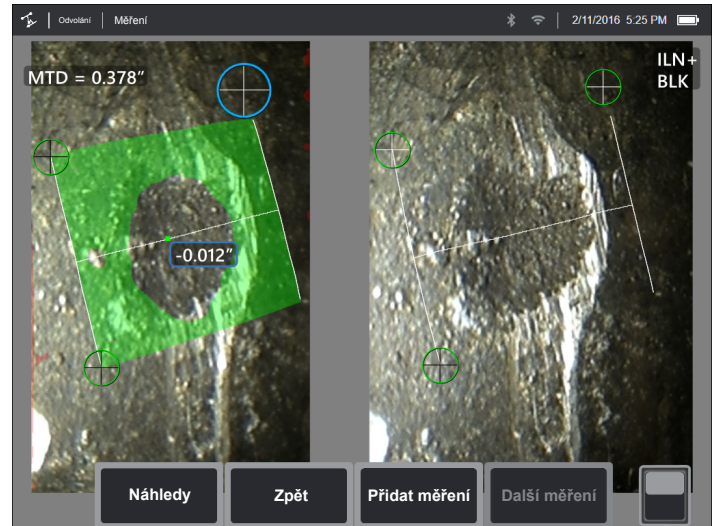 Odvolání
Měření
2/11/2016 5:25 PM
MTD = 0.378"
ILN+
BLK
-0.012"
Náhledy
Zpět
Přidat měření
Další měření